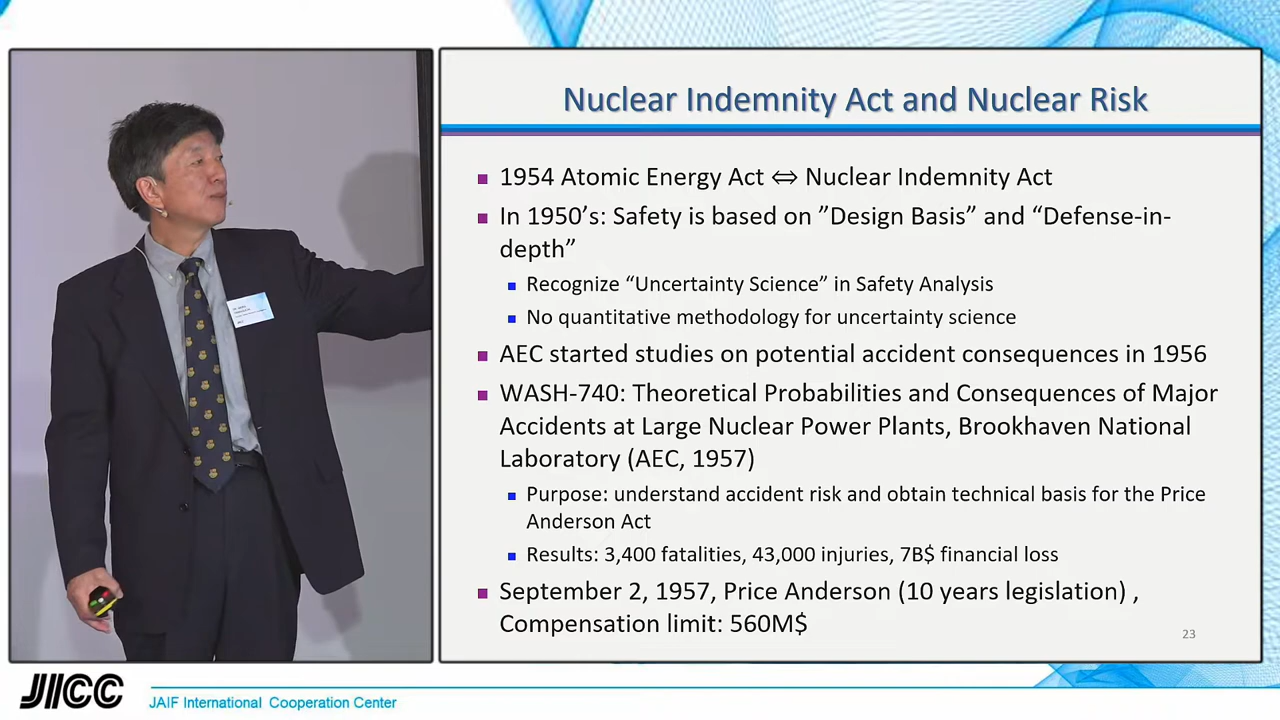 Nuclear Indemnity Act and Nuclear Risk
1954 Atomic Energy Act ⇔ Nuclear Indemnity Act
In 1950’s: Safety is based on ”Design Basis” and “Defense-in-
depth”
Recognize “Uncertainty Science” in Safety Analysis
No quantitative methodology for uncertainty science
AEC started studies on potential accident consequences in 1956
WASH-740: Theoretical Probabilities and Consequences of Major
Accidents at Large Nuclear Power Plants, Brookhaven National
Laboratory (AEC, 1957)
Purpose: understand accident risk and obtain technical basis for the Price
Anderson Act
Results: 3,400 fatalities, 43,000 injuries, 7B$ financial loss
September 2, 1957, Price Anderson (10 years legislation) ,
Compensation limit: 560M$
23
JICC
JAIF International Cooperation Center